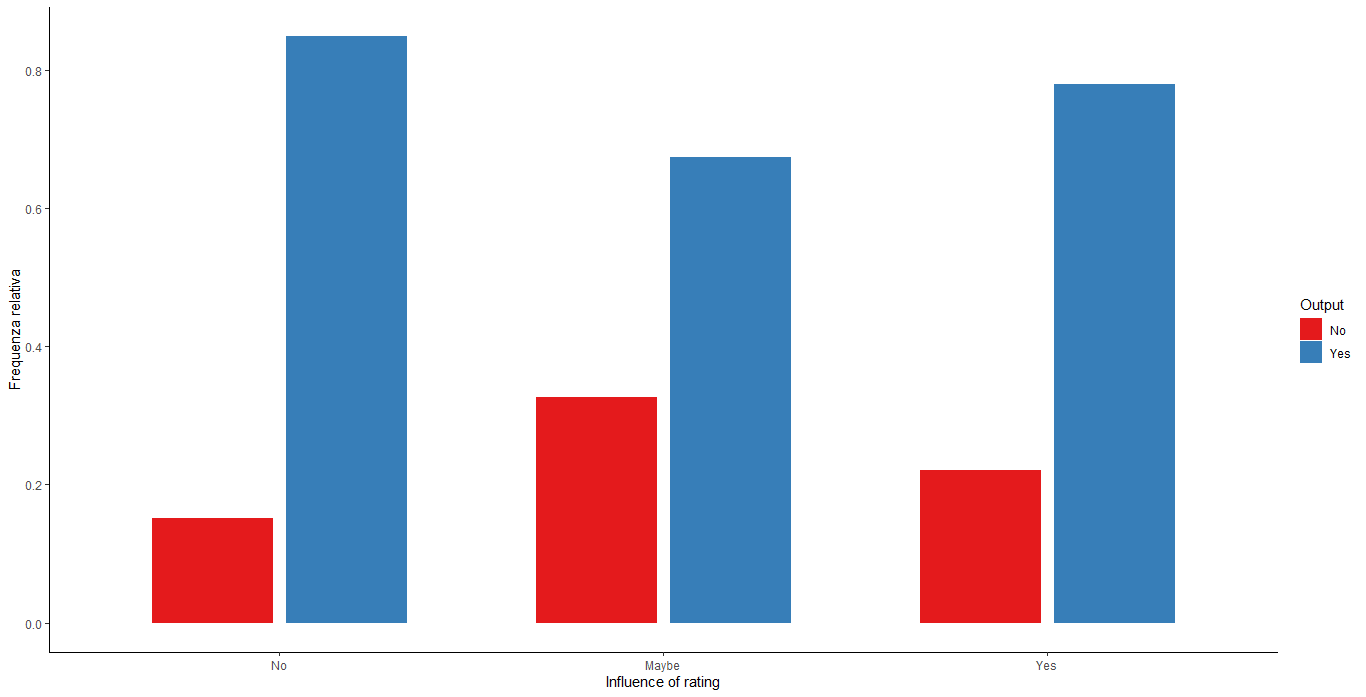 Frequenza relativa
0.8
0.6
0.4
0.2
0.0
No
Maybe
Yes
Influence of rating
Output
No
Yes